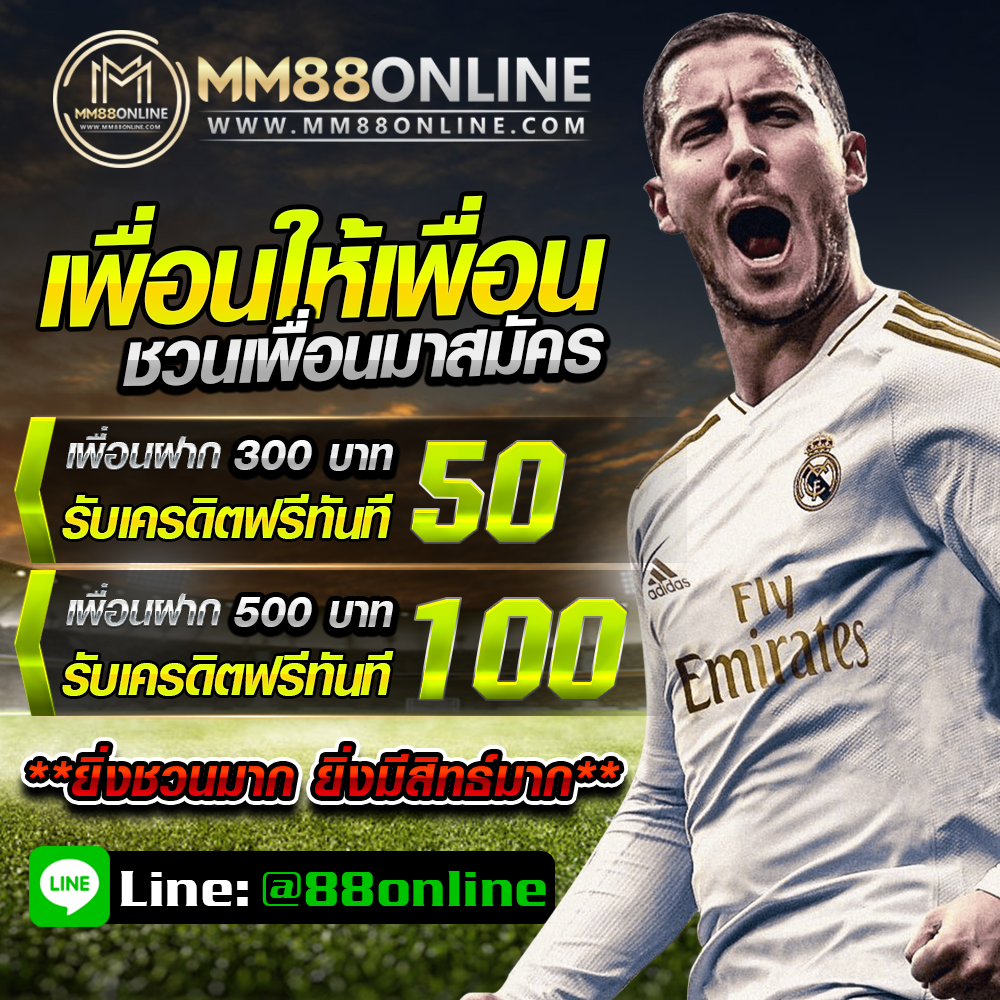 MM88ONLINE
WWW.MM88ONLINE.COM
MM88ONLINE
WWW.MM88ONLINE.COM
เพื่อนให้เพื่อน
ชวนเพื่อนมาสมัคร
เพื่อนฝาก 300 บาท
รับเครดิตฟรีทันที
50
เพื่อนฝาก 500 บาท
รับเครดิตฟรีทันที
100
**ยิ่งชวนมาก ยิ่งมีสิทธ์มาก**
LINE
Line: @88online
adidas
Fly
Emirates